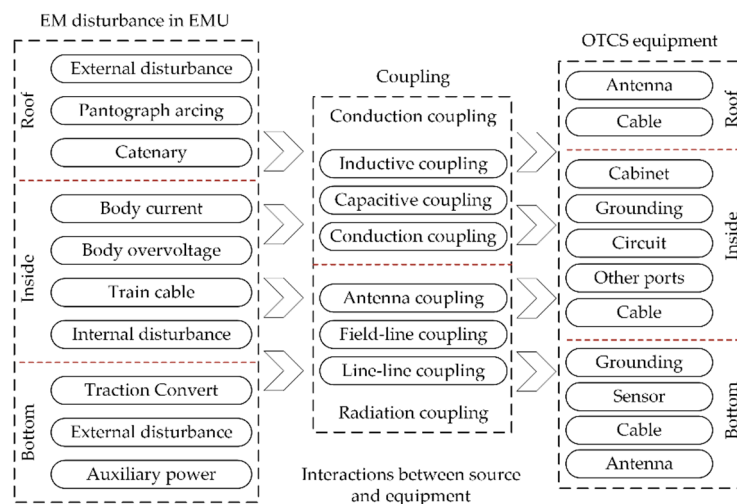 EM disturbance in EMU
Roof
External disturbance
Pantograph arcing
Catenary
Inside
Body current
Body overvoltage
Train cable
Internal disturbance
Bottom
Traction Convert
External disturbance
Auxiliary power
Coupling
Conduction coupling
Inductive coupling
Capacitive coupling
Conduction coupling
Antenna coupling
Field-line coupling
Line-line coupling
Radiation coupling
Interactions between source
and equipment
OTCS equipment
Antenna
Cable
Roof
Cabinet
Grounding
Circuit
Other ports
Cable
Inside
Grounding
Sensor
Cable
Antenna
Bottom